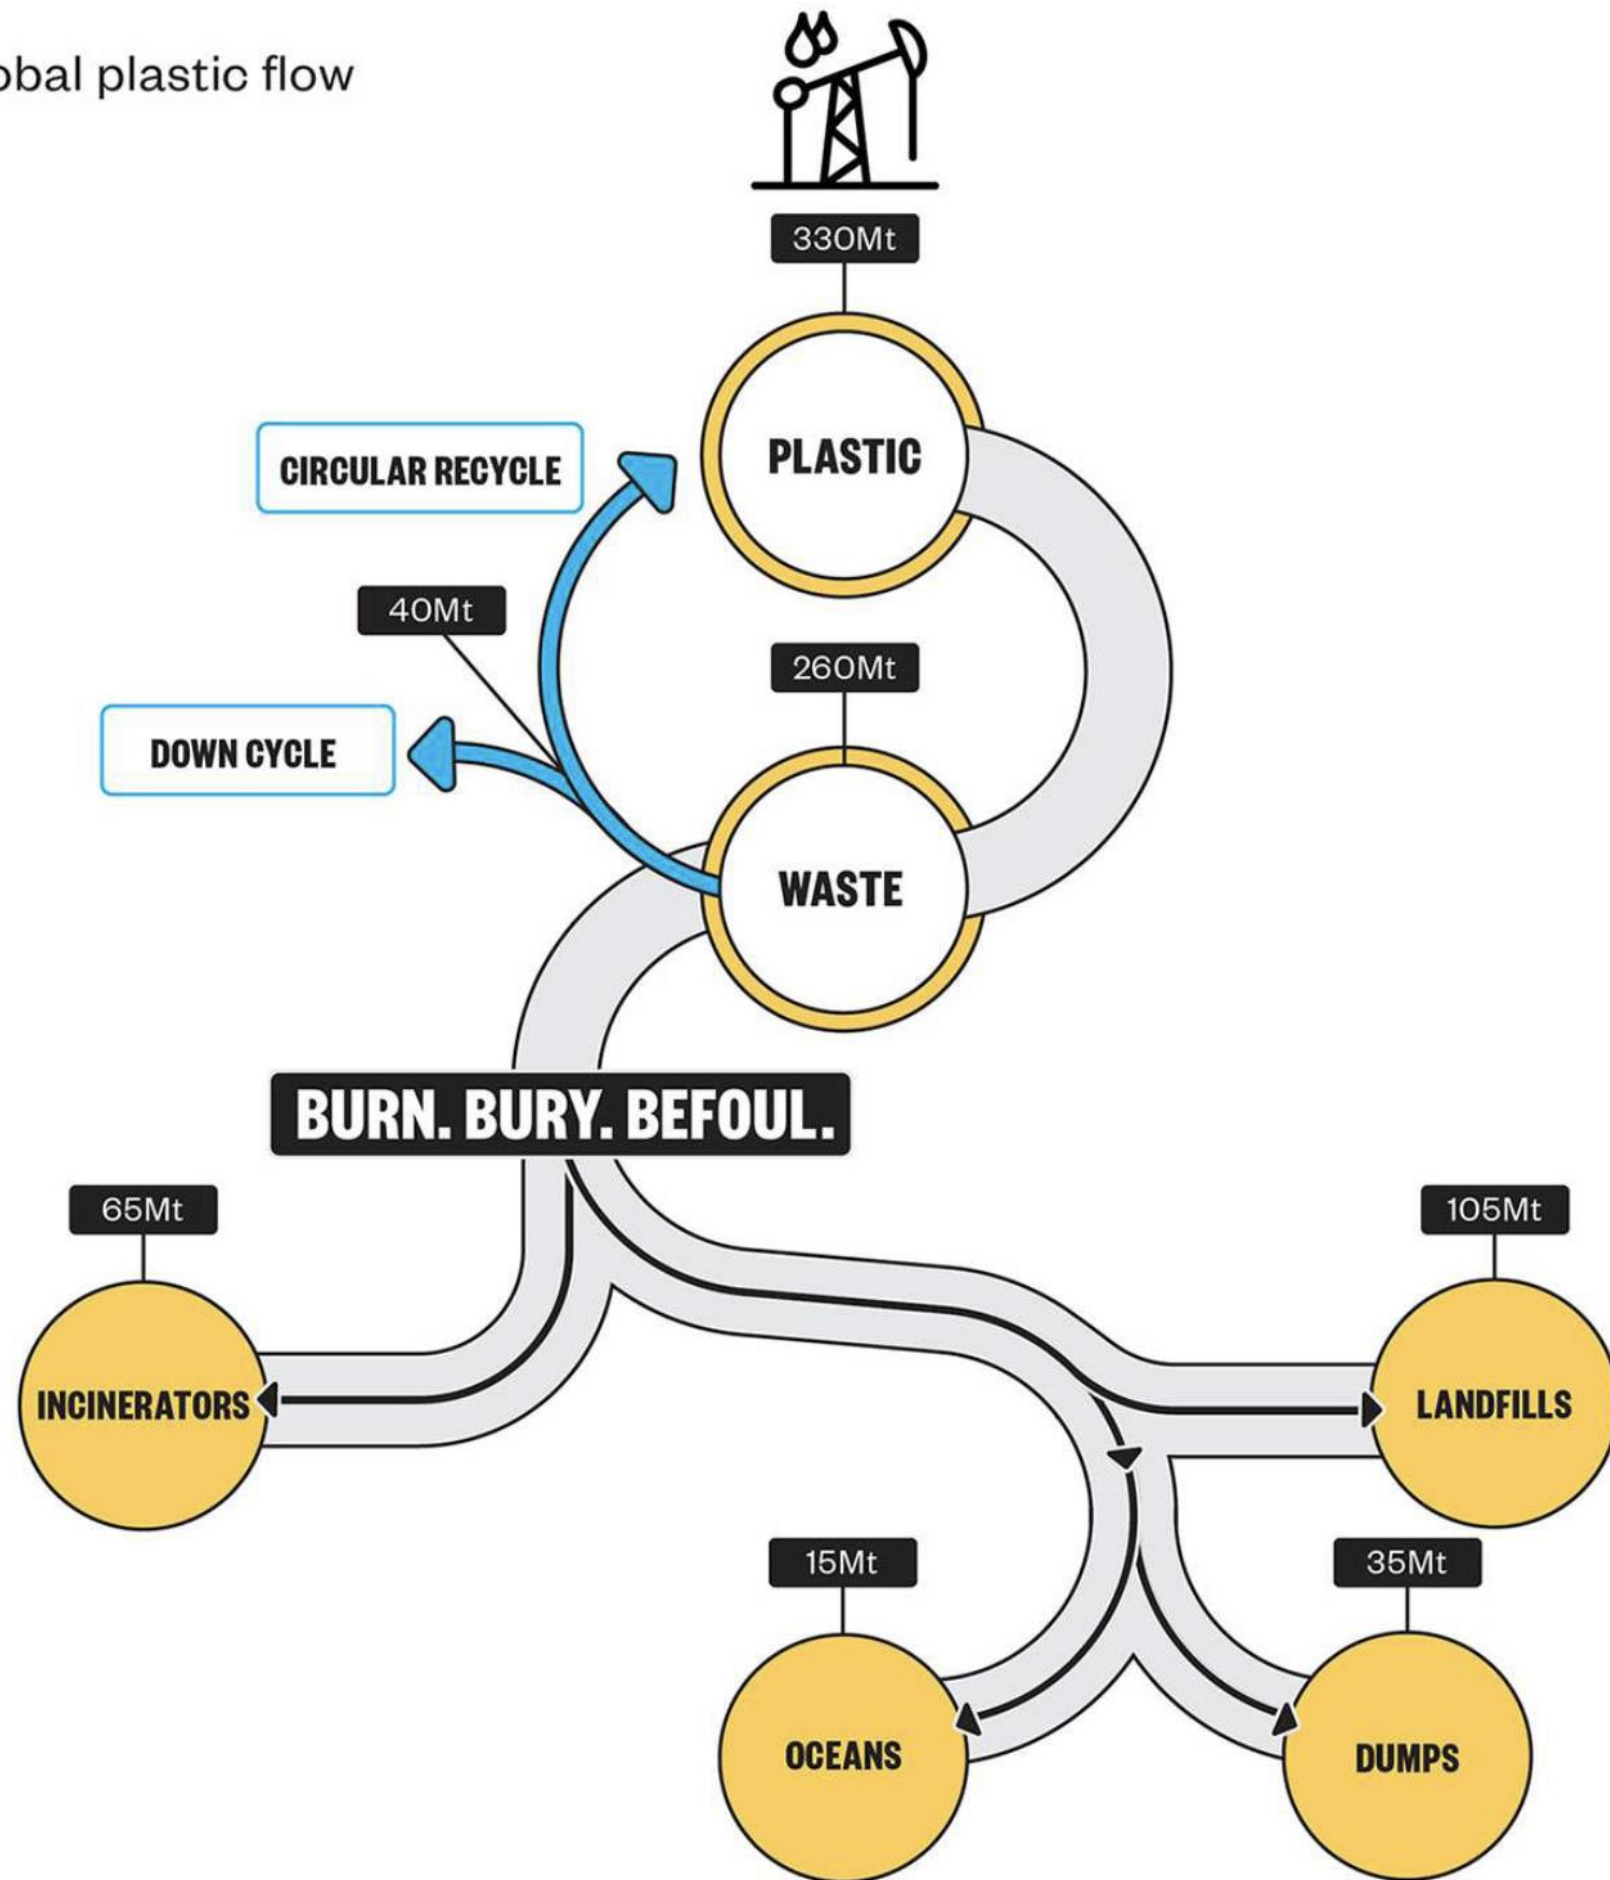 obal plastic flow
330Mt
PLASTIC
CIRCULAR RECYCLE
40Mt
260Mt
DOWN CYCLE
WASTE
BURN. BURY. BEFOUL.
65Mt
105Mt
INCINERATORS
LANDFILLS
15Mt
35Mt
OCEANS
DUMPS